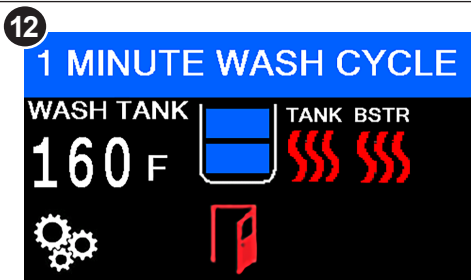 12
1 MINUTE WASH CYCLE
WASH TANK
TANK BSTR
160 F